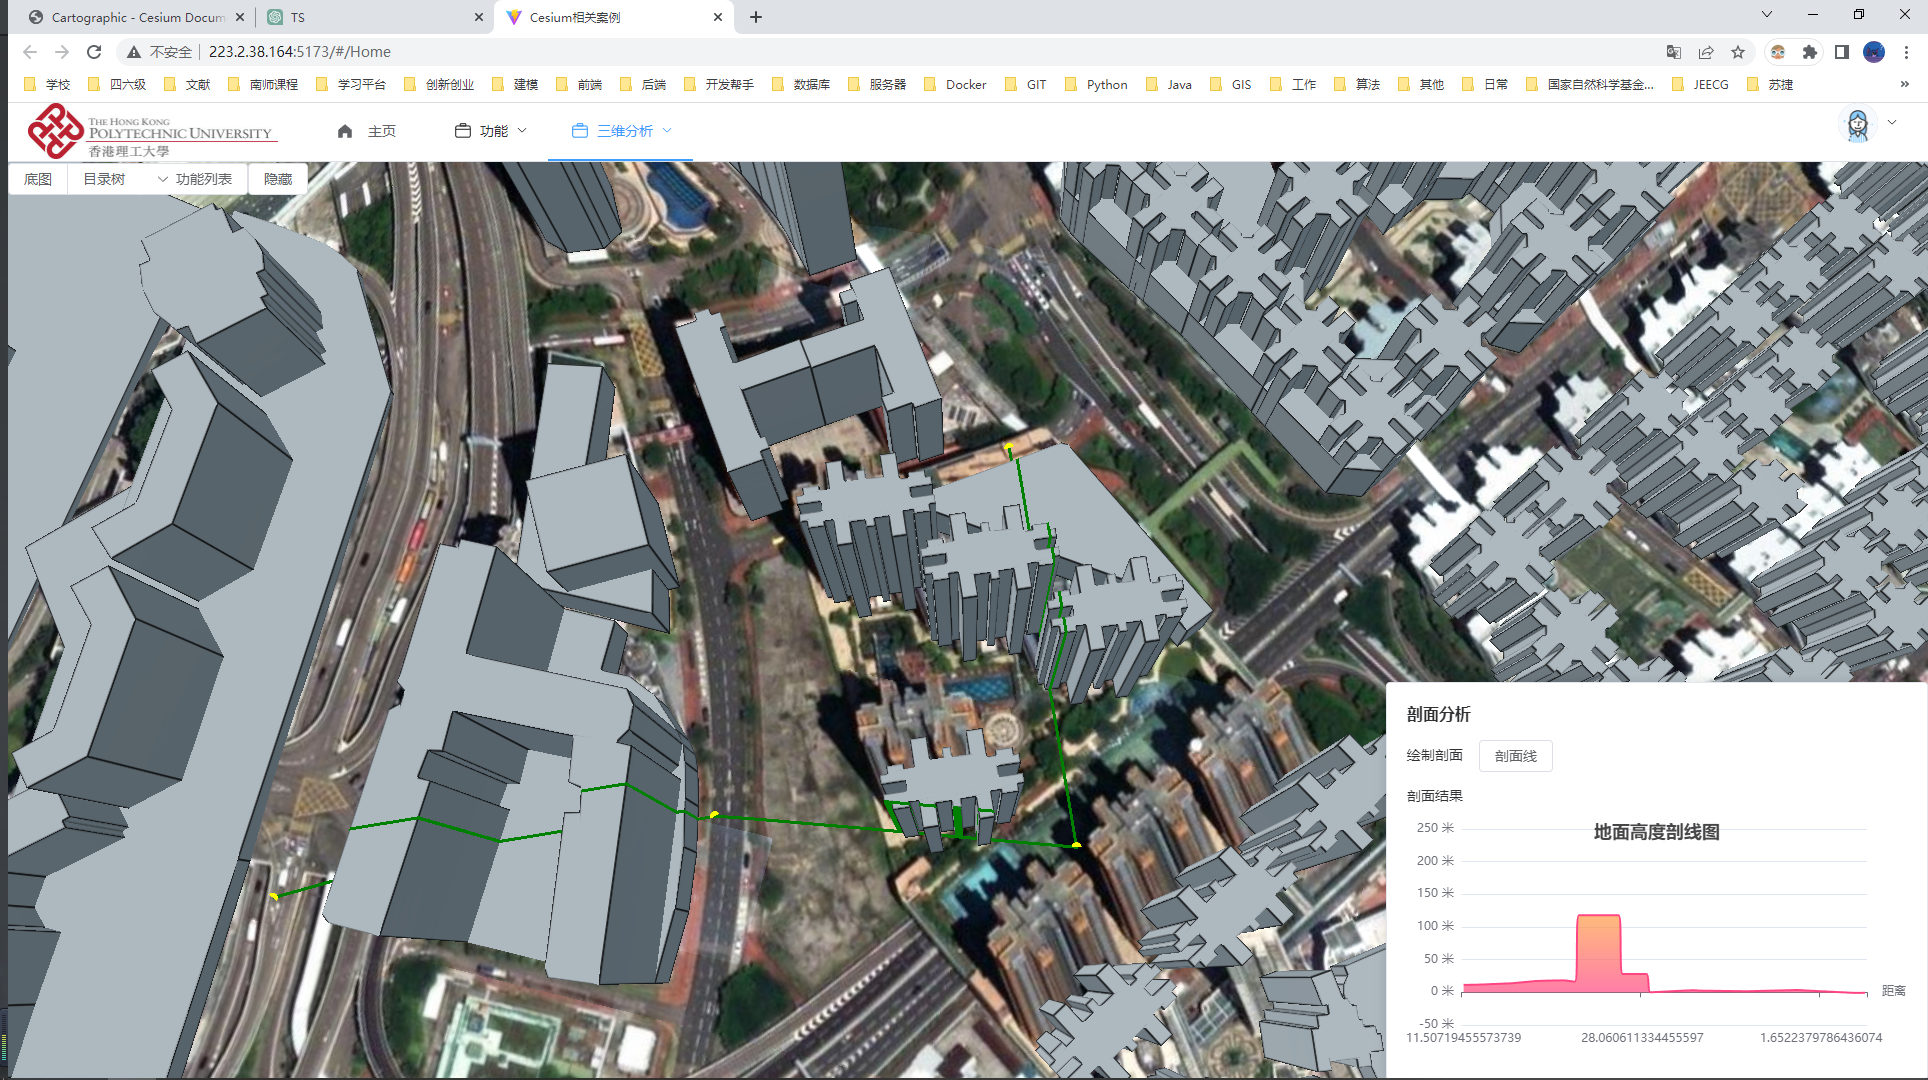 Cartographic - Cesium Docum
TS
Cesium相关案例
不安全
223.2.38.164:5173/#/Home
学校
四六级
文献
南师课程
学习平台
创新创业
建模
前端
后端
开发帮手
数据库
服务器
Docker
GIT
Python
Java
GIS
工作
算法
其他
日常
国家自然科学基金...
JEECG
苏捷
»
THE HONG KONG
POLYTECHNIC UNIVERSITY
香港理工大學
主页
功能
三维分析
底图
目录树
功能列表
隐藏
剖面分析
绘制剖面
剖面线
剖面结果
地面高度剖线图
250 米
200 米
150 米
100 米
50 米
0 米
-50 米
距离
11.50719455573739
28.060611334455597
1.6522379786436074